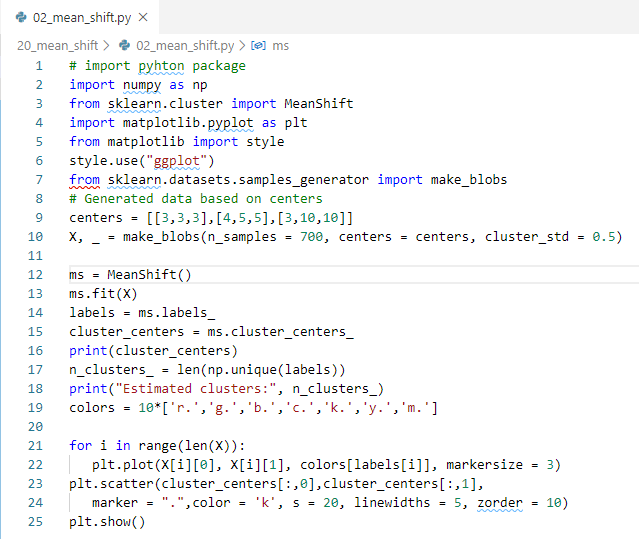 02_mean_shift.py ×
20_mean_shift > 02_mean_shift.py > ms
1 # import pyhton package
2 import numpy as np
3 from sklearn.cluster import MeanShift
4 import matplotlib.pyplot as plt
5 from matplotlib import style
6 style.use("ggplot")
7 from sklearn.datasets.samples_generator import make_blobs
8 # Generated data based on centers
9 centers = [[3,3,3],[4,5,5],[3,10,10]]
10 X, _ = make_blobs(n_samples = 700, centers = centers, cluster_std = 0.5)
11
12 ms = MeanShift()
13 ms.fit(X)
14 labels = ms.labels_
15 cluster_centers = ms.cluster_centers_
16 print(cluster_centers)
17 n_clusters_ = len(np.unique(labels))
18 print("Estimated clusters:", n_clusters_)
19 colors = 10*['r.','g.','b.','c.','k.','y.','m.']
20
21 for i in range(len(X)):
22 plt.plot(X[i][0], X[i][1], colors[labels[i]], markersize = 3)
23 plt.scatter(cluster_centers[:,0],cluster_centers[:,1],
24 marker = ".",color = 'k', s = 20, linewidths = 5, zorder = 10)
25 plt.show()